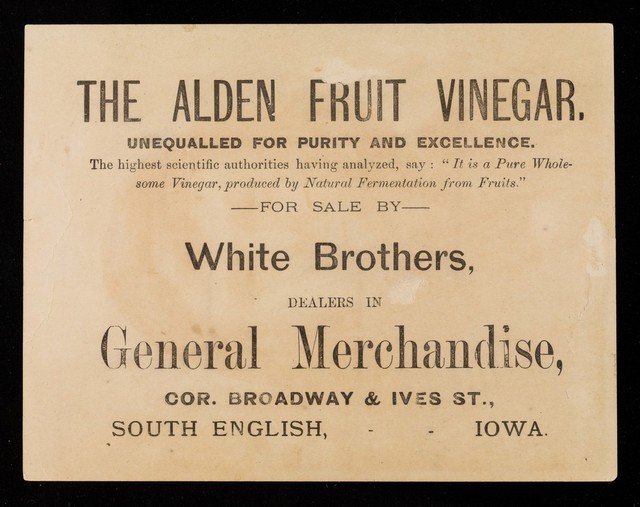 THE ALDEN FRUIT VINEGAR.
UNEQUALLED FOR PURITY AND EXCELLENCE.
The highest scientific authorities having analyzed, say : "It is a Pure Whole-
some Vinegar, produced by Natural Fermentation from Fruits."
—FOR SALE BY—
White Brothers,
DEALERS IN
General Merchandise,
COR. BROADWAY & IVES ST.,
SOUTH ENGLISH, - - IOWA.